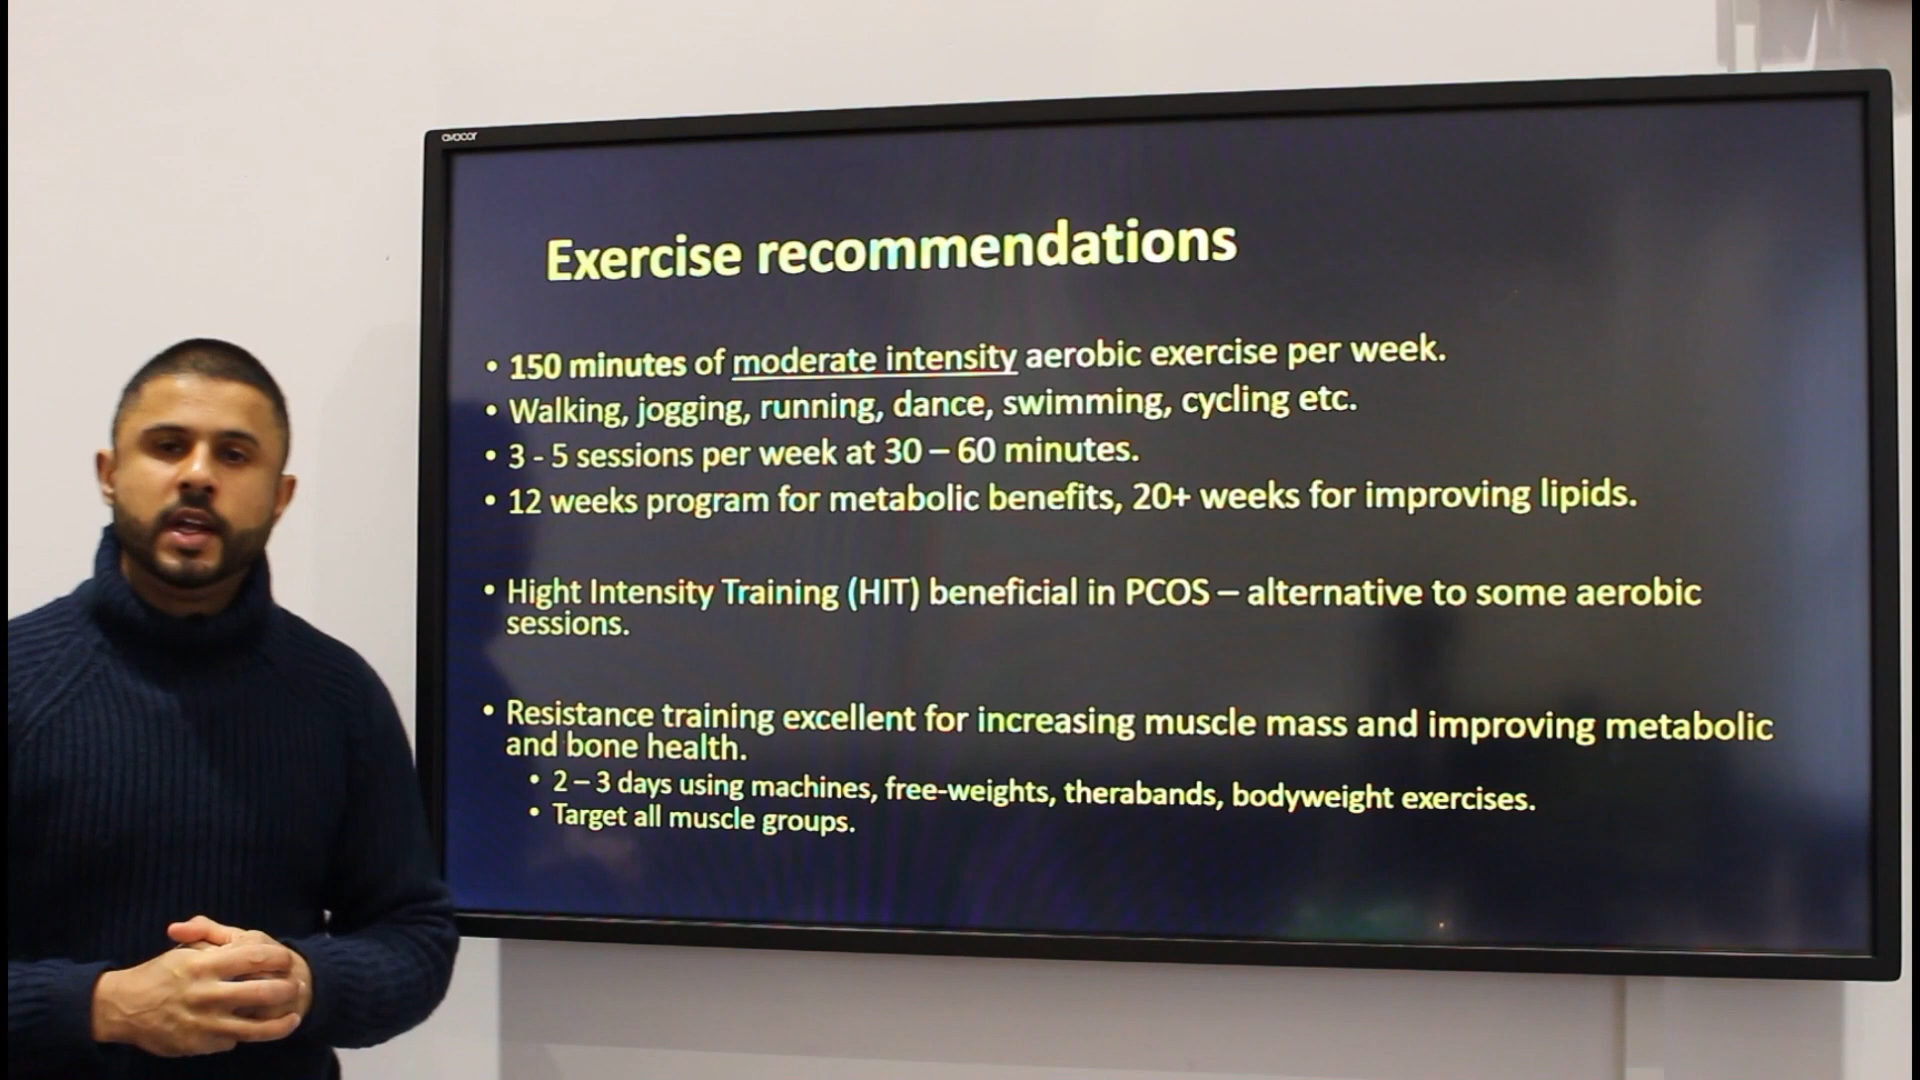 avocor
Exercise recommendations
• 150 minutes of moderate intensity aerobic exercise per week.
• Walking, jogging, running, dance, swimming, cycling etc.
• 3 - 5 sessions per week at 30 – 60 minutes.
• 12 weeks program for metabolic benefits, 20+ weeks for improving lipids.
• Hight Intensity Training (HIT) beneficial in PCOS – alternative to some aerobic
sessions.
• Resistance training excellent for increasing muscle mass and improving metabolic
and bone health.
• 2 – 3 days using machines, free-weights, therabands, bodyweight exercises.
• Target all muscle groups.